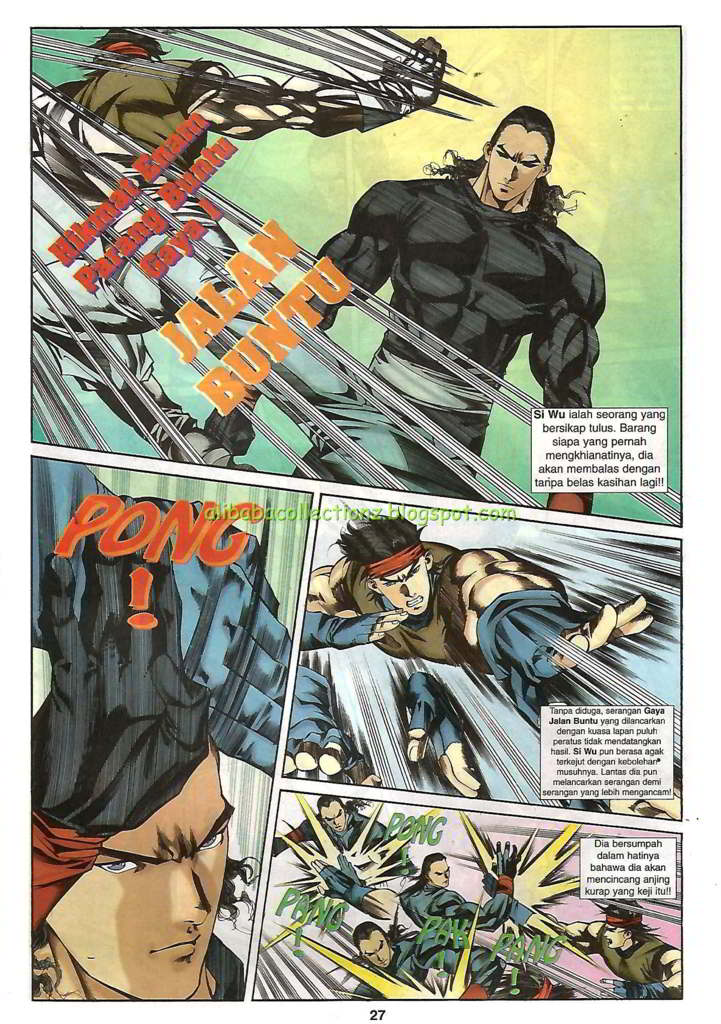 Hikmat Enam
Parang Buntu
Gaya 1
JALAN
BUNTU
Si Wu ialah seorang yang
bersikap tulus. Barang
siapa yang pernah
mengkhianatinya, dia
akan membalas dengan
tanpa belas kasihan lagi!!
alibabacollectionz.blogspot.com
PONG
!
Tanpa diduga, serangan Gaya
Jalan Buntu yang dilancarkan
dengan kuasa lapan puluh
peratus tidak mendatangkan
hasil. Si Wu pun berasa agak
terkejut dengan kebolehan
musuhnya. Lantas dia pun
melancarkan serangan demi
serangan yang lebih mengancam!
PONG
!
PANG
!
PAK
!
PANG
!
Dia bersumpah
dalam hatinya
bahawa dia akan
mencincang anjing
kurap yang keji itu!!
27